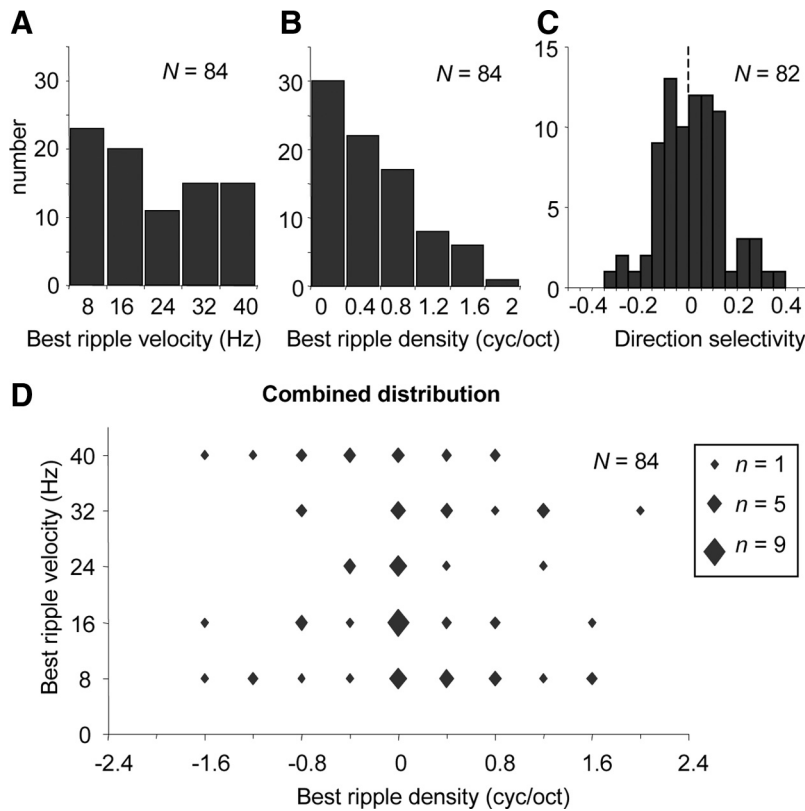 A
B
C
30
20
10
0
number
N = 84
8 16 24 32 40
Best ripple velocity (Hz)
30
20
10
0
N = 84
0 0.4 0.8 1.2 1.6 2
Best ripple density (cyc/oct)
15
10
5
0
N = 82
-0.4 -0.2 0 0.2 0.4
Direction selectivity
D
Combined distribution
Best ripple velocity (Hz)
40
32
24
16
8
0
N = 84
n = 1
n = 5
n = 9
-2.4 -1.6 -0.8 0 0.8 1.6 2.4
Best ripple density (cyc/oct)